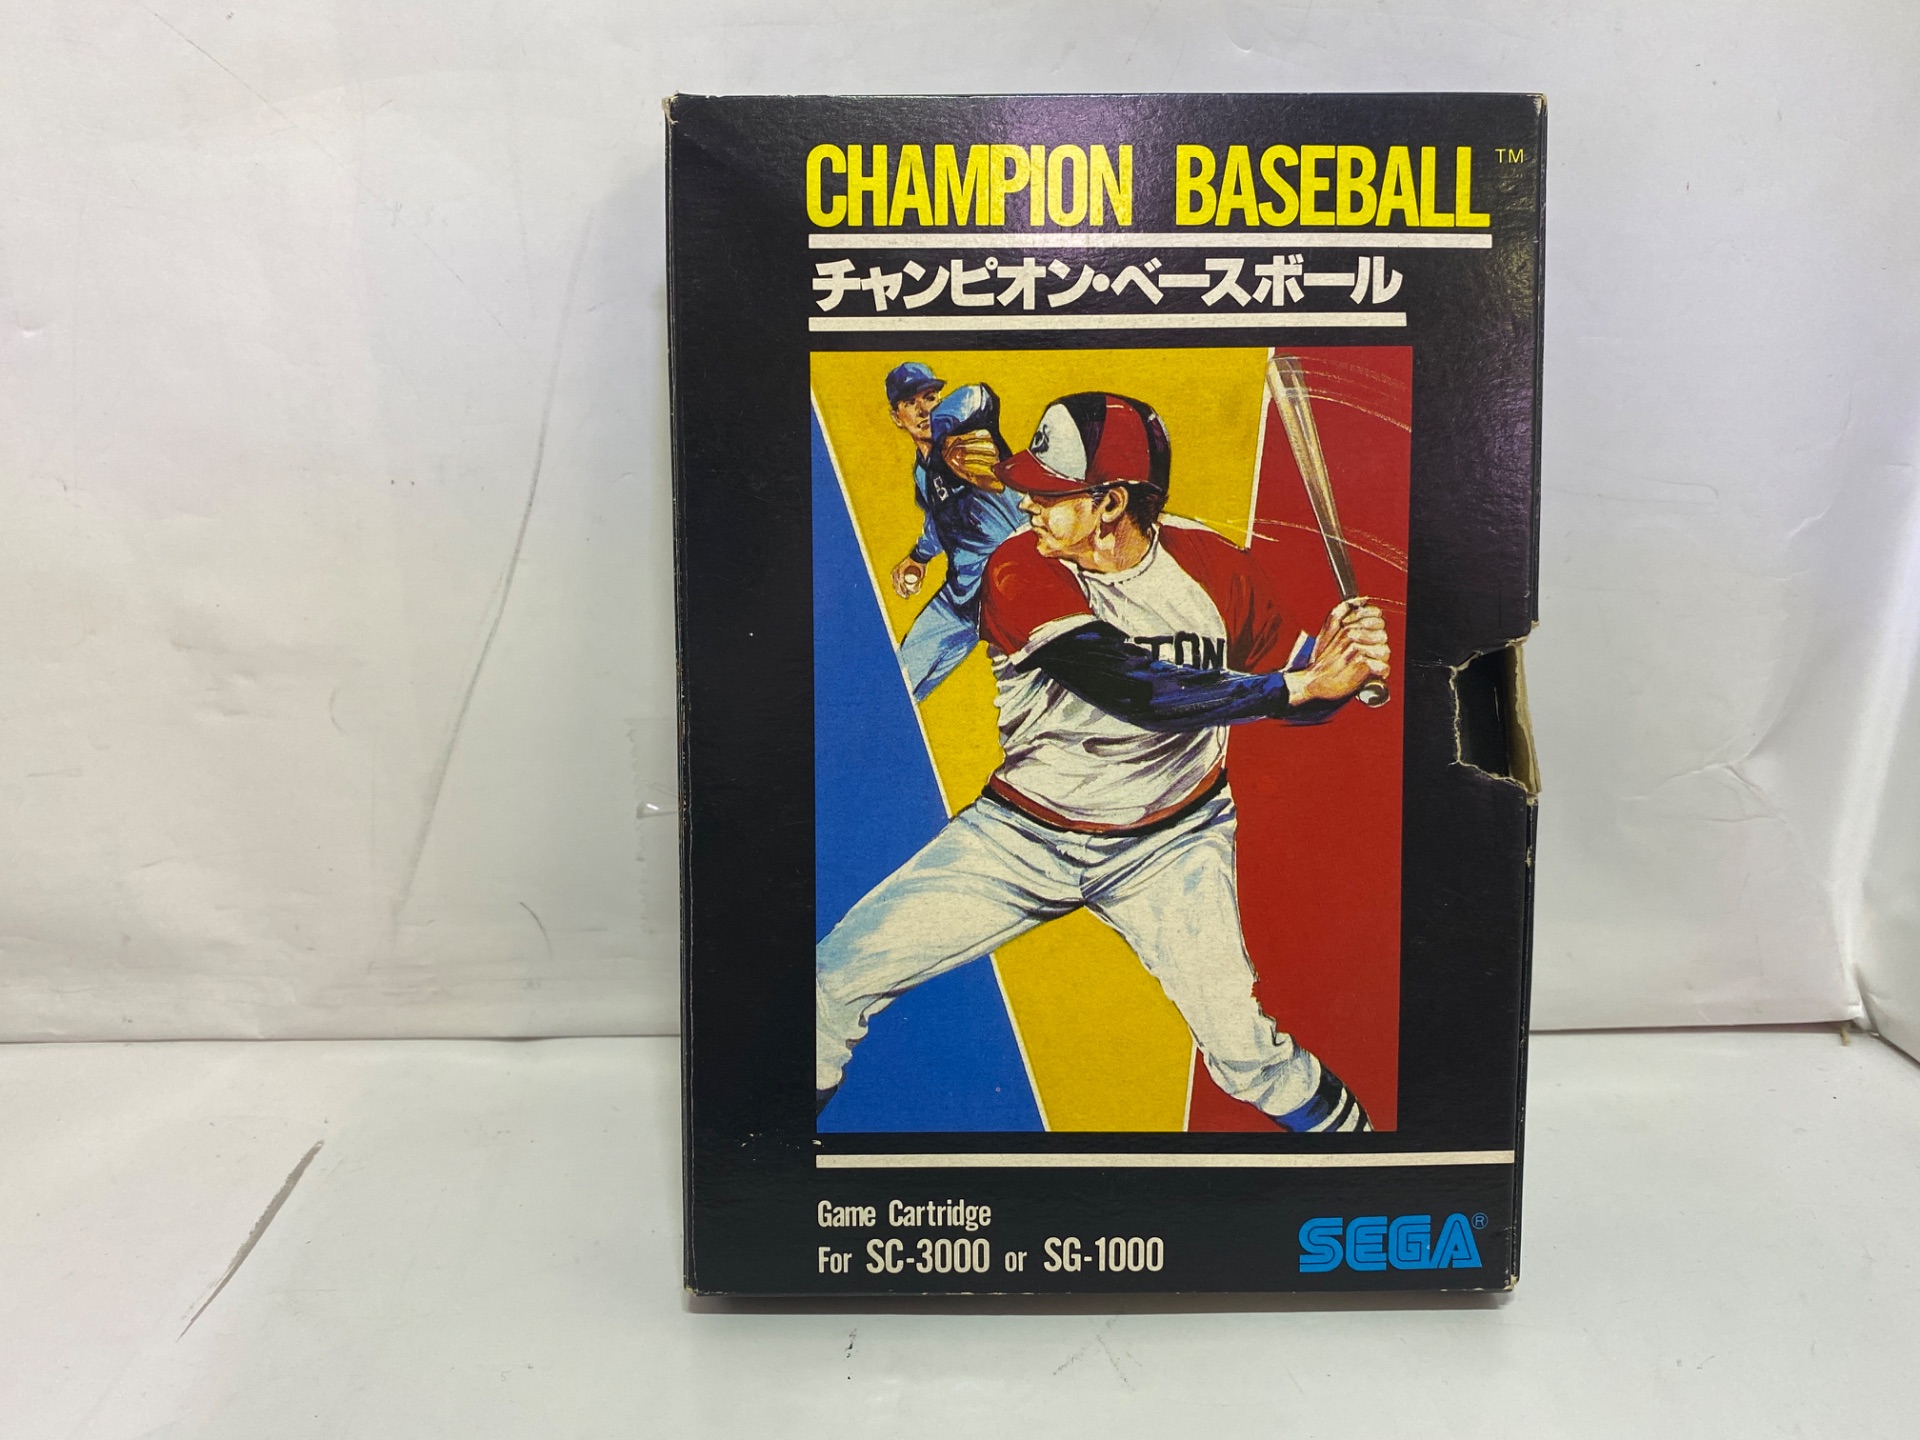 CHAMPION BASEBALL™
チャンピオン・ベースボール
TON
Game Cartridge
For SC-3000 or SG-1000
SEGA®